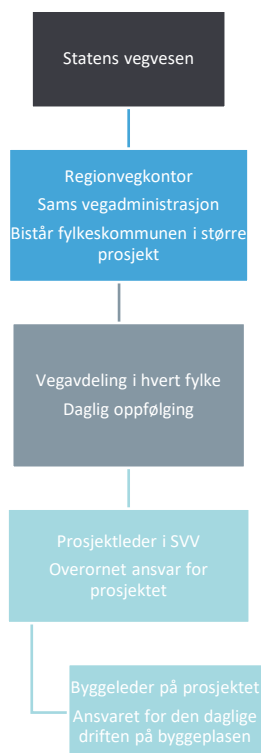 Statens vegvesen
Regionvegkontor
Sams vegadministrasjon
Bistår fylkeskommunen i større
prosjekt
Vegavdeling i hvert fylke
Daglig oppfølging
Prosjektleder i SVV
Overornet ansvar for
prosjektet
Byggeleder på prosjektet
Ansvaret for den daglige
driften på byggeplasen